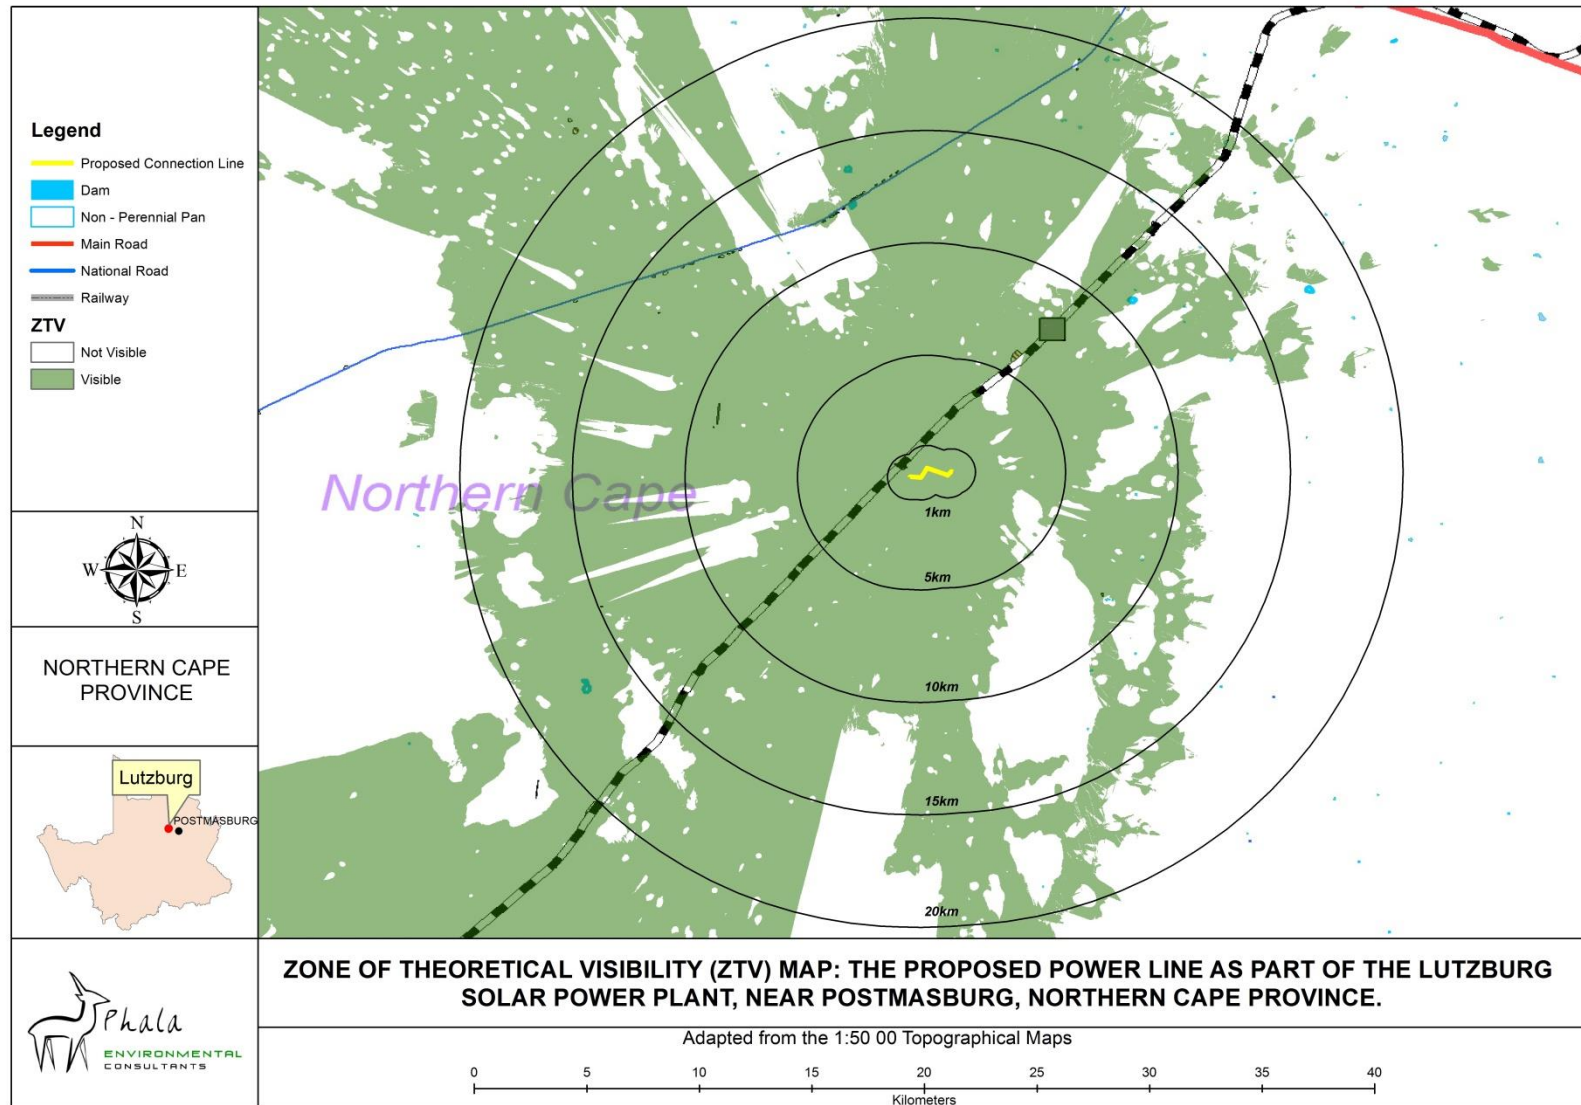 Legend
Proposed Connection Line
Dam
Non - Perennial Pan
Main Road
National Road
Railway
ZTV
Not Visible
Visible
N
W
E
S
NORTHERN CAPE
PROVINCE
Lutzburg
POSTMASBURG
Phala
ENVIRONMENTAL
CONSULTANTS
Northern Cape
1km
5km
10km
15km
20km
ZONE OF THEORETICAL VISIBILITY (ZTV) MAP: THE PROPOSED POWER LINE AS PART OF THE LUTZBURG
SOLAR POWER PLANT, NEAR POSTMASBURG, NORTHERN CAPE PROVINCE.
Adapted from the 1:50 00 Topographical Maps
0 5 10 15 20 25 30 35 40
Kilometers